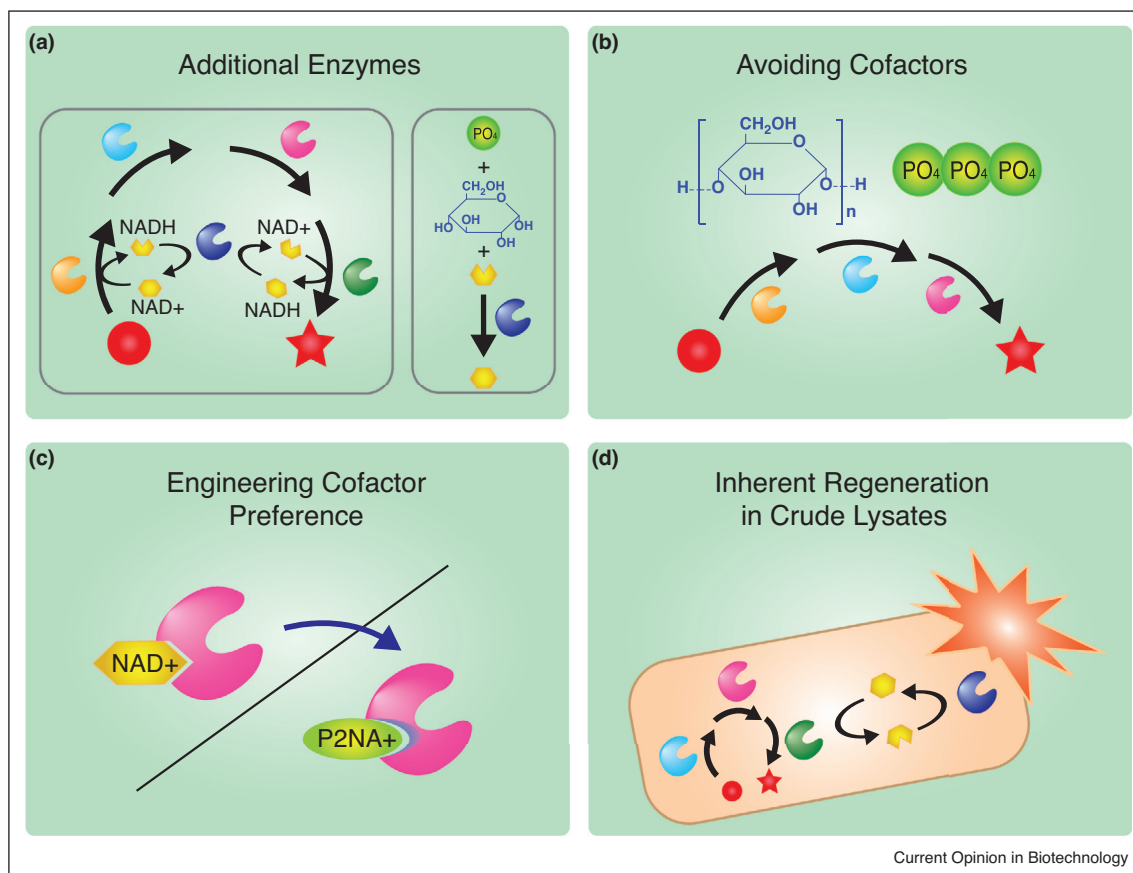 (a)
Additional Enzymes
NADH
NAD+
NAD+
NADH
PO₄
+
CH₂OH
O
OH
HO
OH
OH
+
(b)
Avoiding Cofactors
CH₂OH
O
OH
H
O
O
H
OH
n
PO₄ PO₄ PO₄
(c)
Engineering Cofactor
Preference
NAD+
P2NA+
(d)
Inherent Regeneration
in Crude Lysates
Current Opinion in Biotechnology